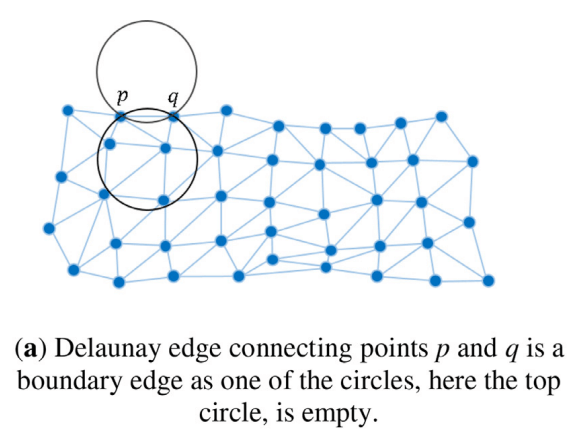 p q
(a) Delaunay edge connecting points p and q is a
boundary edge as one of the circles, here the top
circle, is empty.